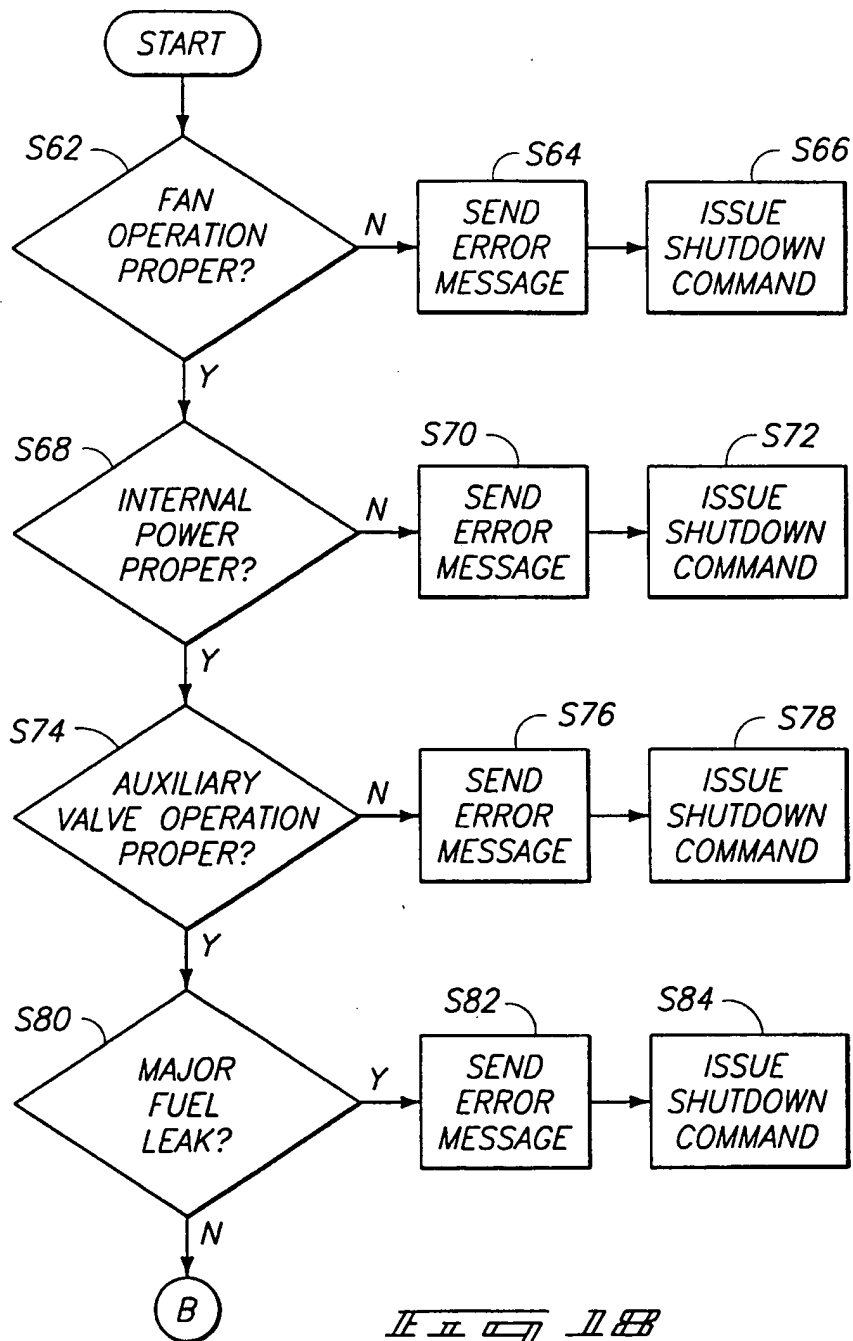 START
S62
FAN
OPERATION
PROPER?
N
S64
SEND
ERROR
MESSAGE
S66
ISSUE
SHUTDOWN
COMMAND
Y
S68
INTERNAL
POWER
PROPER?
N
S70
SEND
ERROR
MESSAGE
S72
ISSUE
SHUTDOWN
COMMAND
Y
S74
AUXILIARY
VALVE OPERATION
PROPER?
N
S76
SEND
ERROR
MESSAGE
S78
ISSUE
SHUTDOWN
COMMAND
Y
S80
MAJOR
FUEL
LEAK?
Y
S82
SEND
ERROR
MESSAGE
S84
ISSUE
SHUTDOWN
COMMAND
N
B
Fig 18